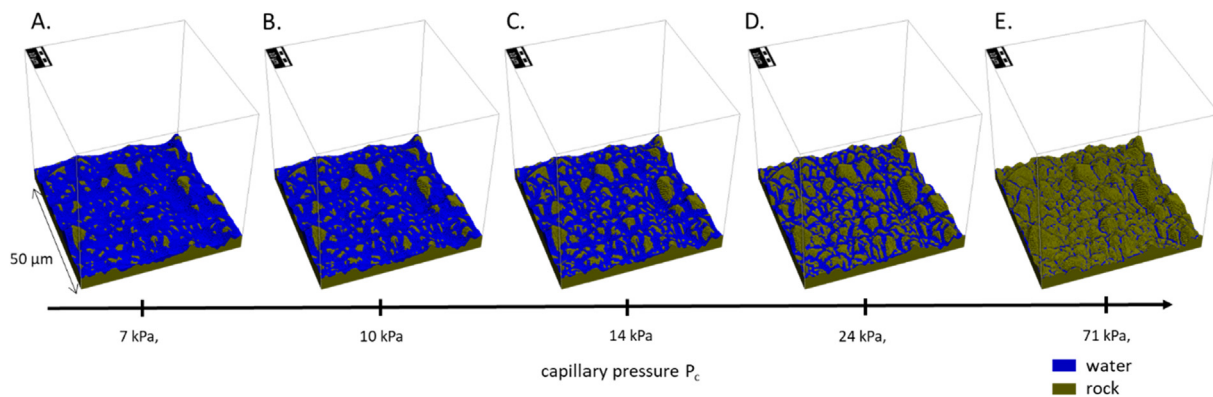 A.
B.
C.
D.
E.
50 µm
7 kPa,
10 kPa
14 kPa
24 kPa,
71 kPa,
capillary pressure Pc
water
rock